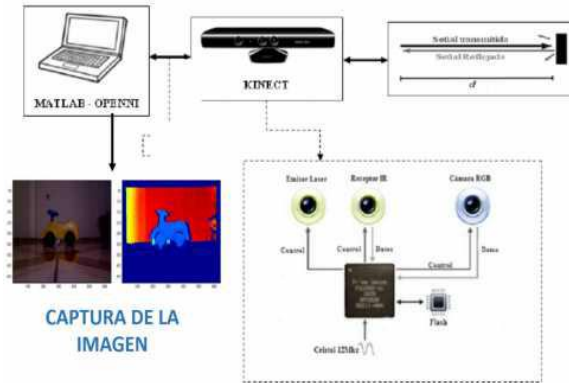 MATLAB - OPENNI
KINECT
Señal transmitida
Señal Reflejada
d
Emisor Laser
Receptor IR
Cámara RGB
Control
Control
Datos
Control
Datos
Flash
Cristal 12Mhz
CAPTURA DE LA
IMAGEN